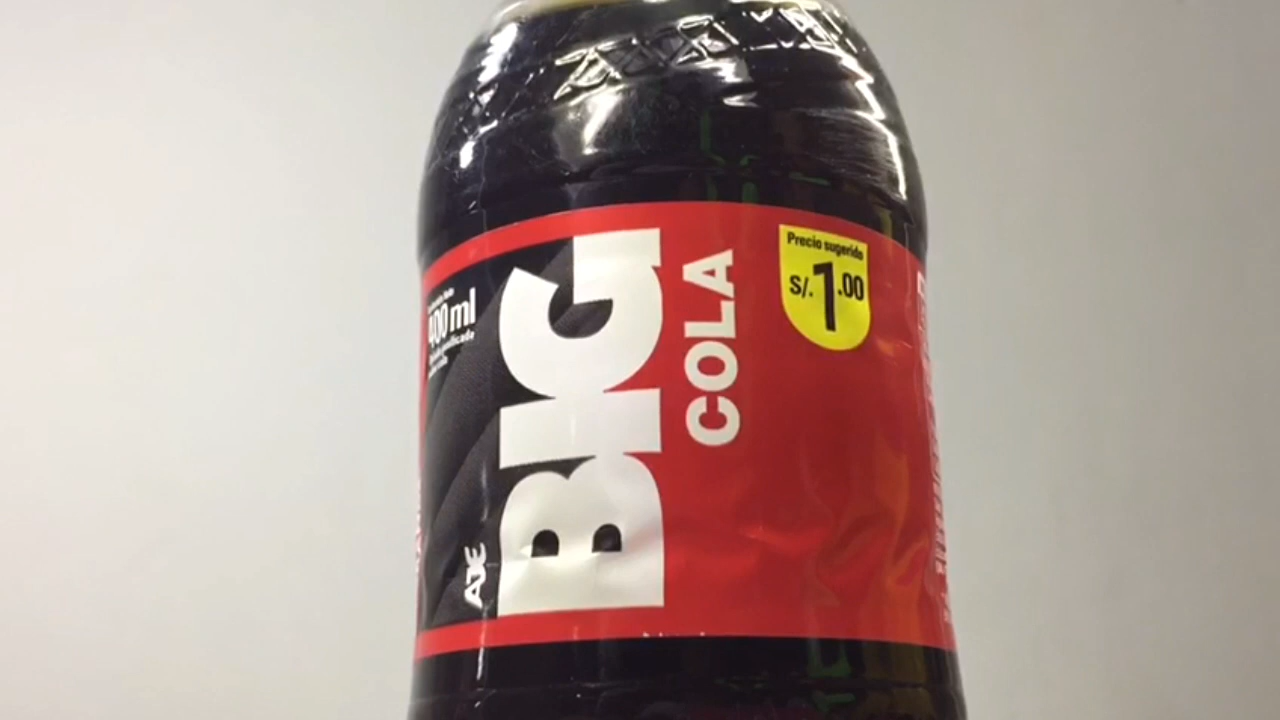 BIG
COLA
AJE
400 ml
Precio sugerido
S/.1.00